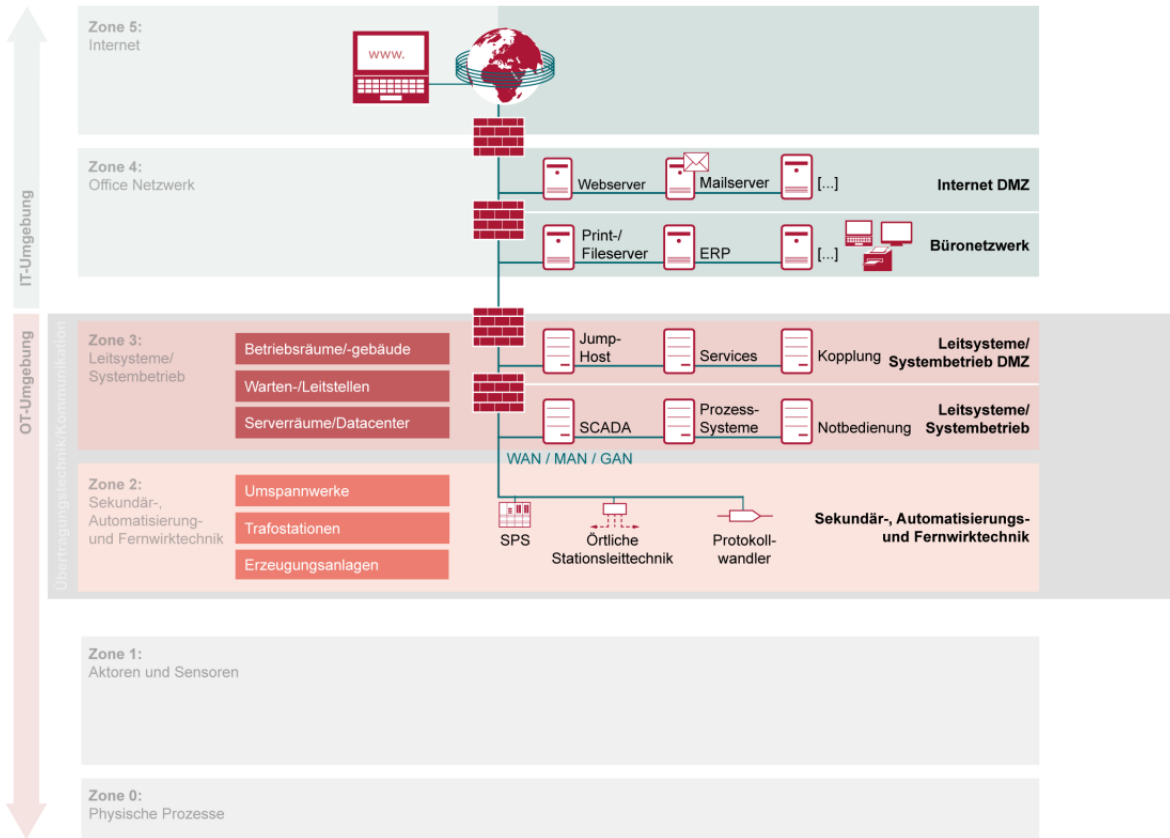 IT-Umgebung
OT-Umgebung
Übertragungstechnik/Kommunikation
Zone 5:
Internet
www.
Zone 4:
Office Netzwerk
Webserver
Mailserver
[...]
Internet DMZ
Print-/
Fileserver
ERP
[...]
Büronetzwerk
Zone 3:
Leitsysteme/
Systembetrieb
Betriebsräume/-gebäude
Warten-/Leitstellen
Serverräume/Datacenter
Jump-
Host
Services
Kopplung
Leitsysteme/
Systembetrieb DMZ
SCADA
Prozess-
Systeme
Notbedienung
Leitsysteme/
Systembetrieb
WAN / MAN / GAN
Zone 2:
Sekundär-,
Automatisierung-
und Fernwirktechnik
Umspannwerke
Trafostationen
Erzeugungsanlagen
SPS
Örtliche
Stationsleittechnik
Protokoll-
wandler
Sekundär-, Automatisierungs-
und Fernwirktechnik
Zone 1:
Aktoren und Sensoren
Zone 0:
Physische Prozesse